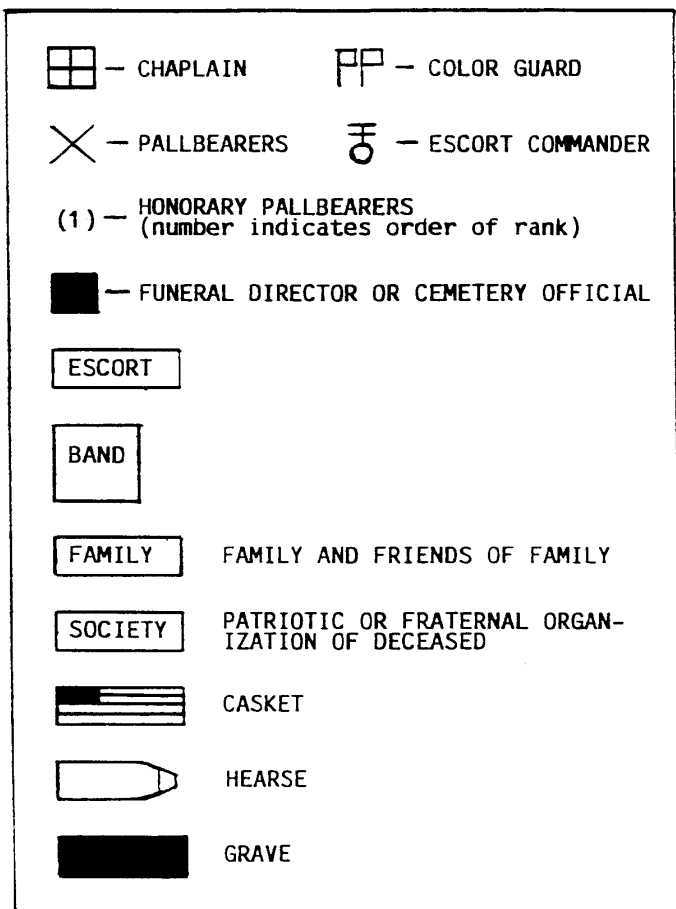 — CHAPLAIN
— COLOR GUARD
— PALLBEARERS
— ESCORT COMMANDER
(1) — HONORARY PALLBEARERS
(number indicates order of rank)
— FUNERAL DIRECTOR OR CEMETERY OFFICIAL
ESCORT
BAND
FAMILY FAMILY AND FRIENDS OF FAMILY
SOCIETY PATRIOTIC OR FRATERNAL ORGAN-
IZATION OF DECEASED
CASKET
HEARSE
GRAVE